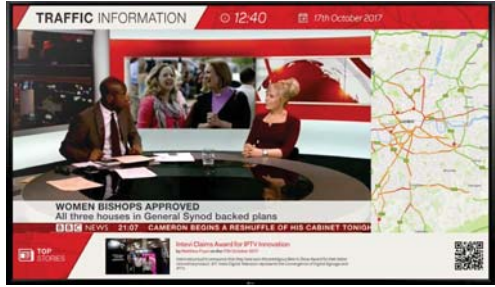 TRAFFIC INFORMATION
12:40
17th October 2017
WOMEN BISHOPS APPROVED
All three houses in General Synod backed plans
BBC NEWS 21:07 CAMERON BEGINS A RESHUFFLE OF HIS CABINET TONIGH
TOP
STORIES
Intevi Claims Award for IPTV Innovation